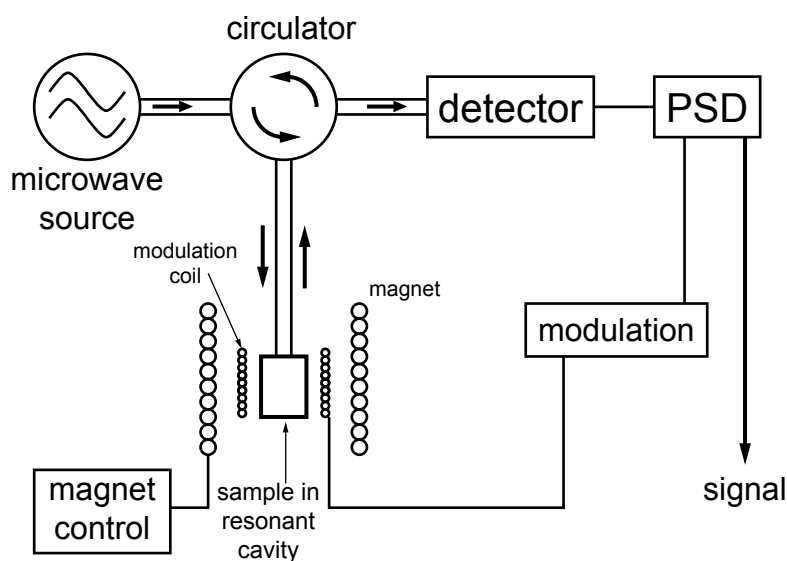 circulator
detector
PSD
microwave
source
modulation
coil
magnet
modulation
magnet
control
sample in
resonant
cavity
signal